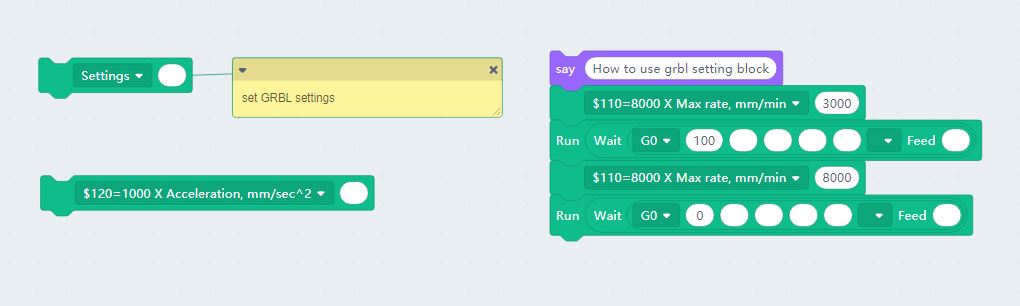 Settings
set GRBL settings
$120=1000 X Acceleration, mm/sec^2
say How to use grbl setting block
$110=8000 X Max rate, mm/min 3000
Run Wait G0 100 Feed
$110=8000 X Max rate, mm/min 8000
Run Wait G0 0 Feed